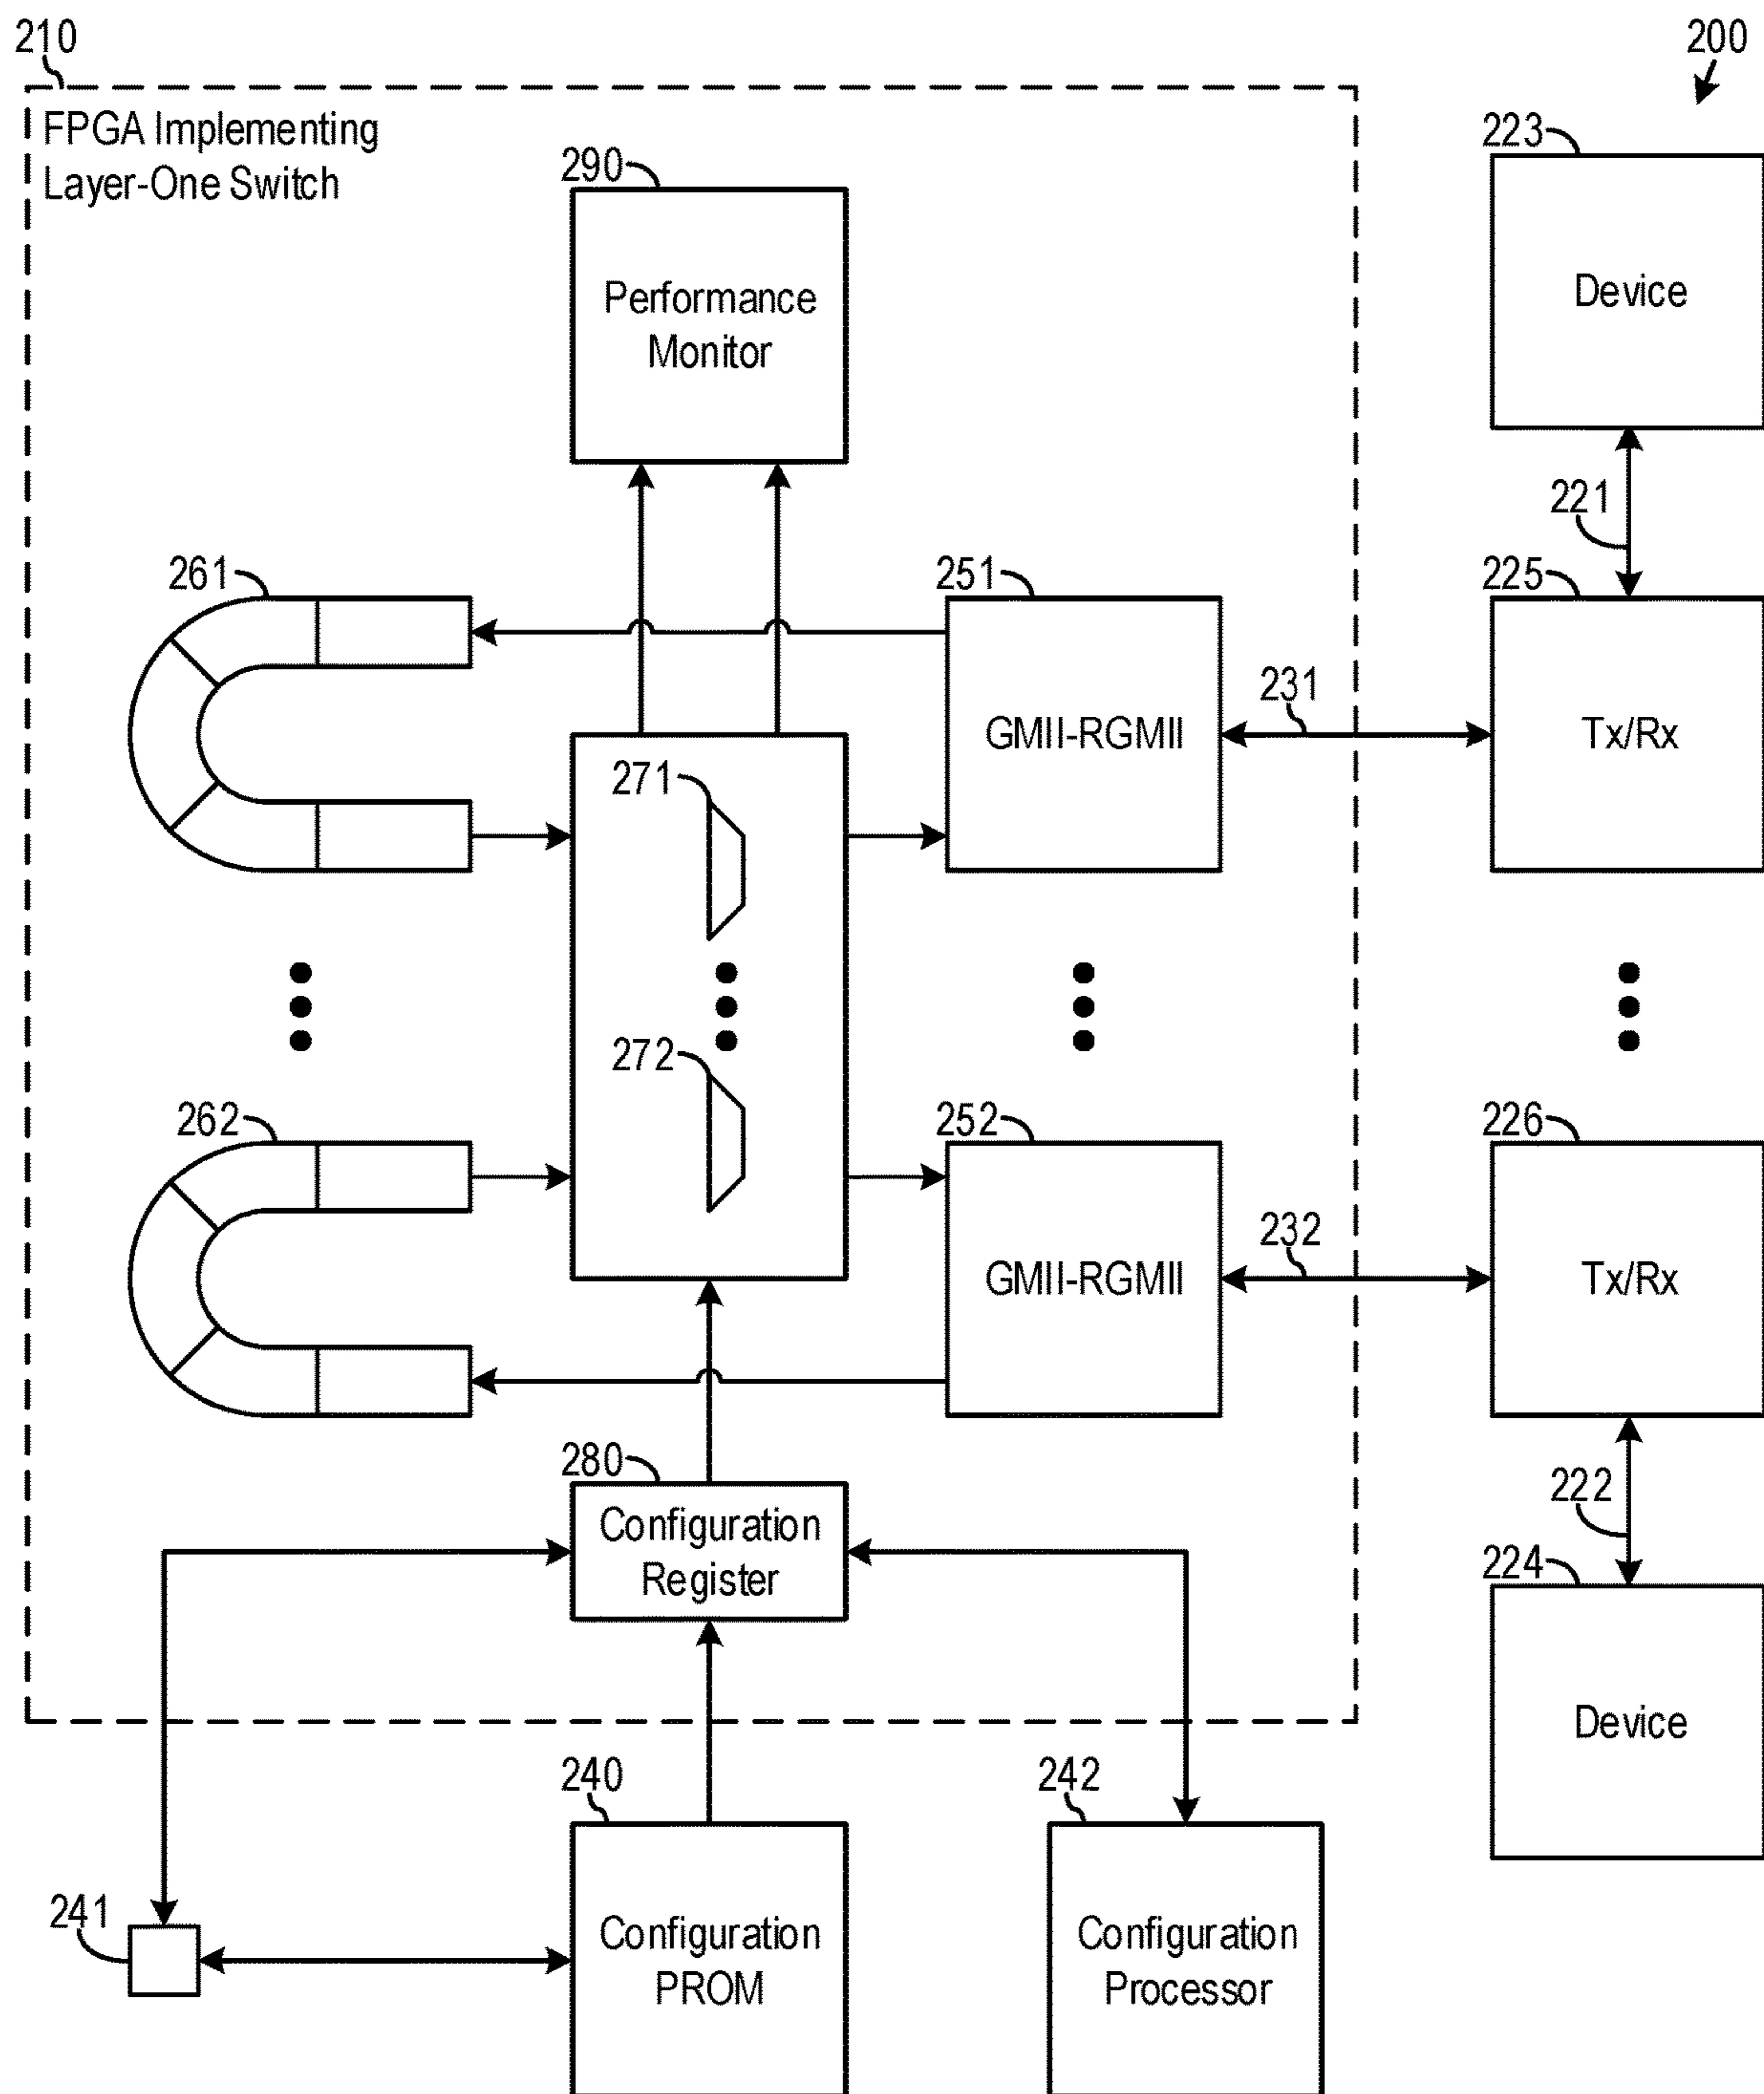 210
200
FPGA Implementing
Layer-One Switch
290
223
Performance
Monitor
Device
221
261
251
225
231
GMII-RGMII
Tx/Rx
271
272
262
252
226
232
GMII-RGMII
Tx/Rx
280
222
Configuration
Register
224
Device
240
242
241
Configuration
PROM
Configuration
Processor